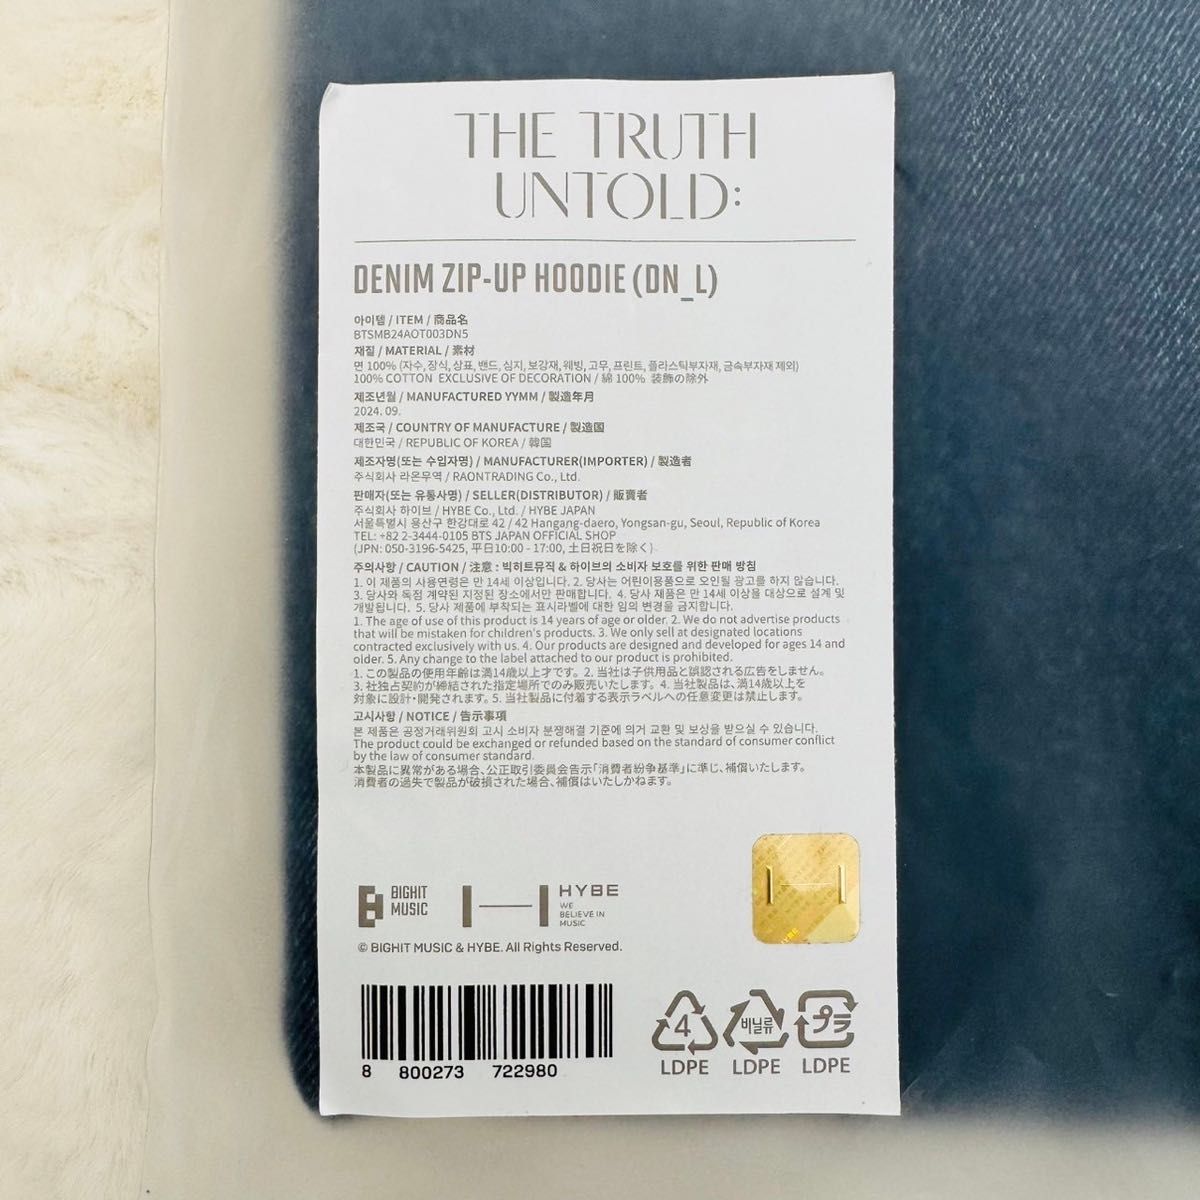 THE TRUTH
UNTOLD:
DENIM ZIP-UP HOODIE (DN_L)
아이템 / ITEM / 商品名
BTSMB24AOT003DN5
재질 / MATERIAL / 素材
면 100% (자수, 장식, 상표, 밴드, 심지, 보강재, 웨빙, 고무, 프린트, 플라스틱부자재, 금속부자재 제외)
100% COTTON EXCLUSIVE OF DECORATION / 綿 100% 装飾の除外
제조년월 / MANUFACTURED YYMM / 製造年月
2024. 09.
제조국 / COUNTRY OF MANUFACTURE / 製造国
대한민국 / REPUBLIC OF KOREA / 韓国
제조자명(또는 수입자명) / MANUFACTURER(IMPORTER) / 製造者
주식회사 라온무역 / RAONTRADING Co., Ltd.
판매자(또는 유통사명) / SELLER(DISTRIBUTOR) / 販賣者
주식회사 하이브 / HYBE Co., Ltd. / HYBE JAPAN
서울특별시 용산구 한강대로 42 / 42 Hangang-daero, Yongsan-gu, Seoul, Republic of Korea
TEL: +82 2-3444-0105 BTS JAPAN OFFICIAL SHOP
(JPN: 050-3196-5425, 平日10:00 - 17:00, 土日祝日を除く)
주의사항 / CAUTION / 注意 : 빅히트뮤직 & 하이브의 소비자 보호를 위한 판매 방침
1. 이 제품의 사용연령은 만 14세 이상입니다. 2. 당사는 어린이용품으로 오인될 광고를 하지 않습니다.
3. 당사와 독점 계약된 지정된 장소에서만 판매합니다. 4. 당사 제품은 만 14세 이상을 대상으로 설계 및
개발됩니다. 5. 당사 제품에 부착되는 표시라벨에 대한 임의 변경을 금지합니다.
1. The age of use of this product is 14 years of age or older. 2. We do not advertise products
that will be mistaken for children's products. 3. We only sell at designated locations
contracted exclusively with us. 4. Our products are designed and developed for ages 14 and
older. 5. Any change to the label attached to our product is prohibited.
1. この製品の使用年齢は満14歳以上才です。2. 当社は子供用品と誤認される広告をしません。
3. 社独占契約が締結された指定場所でのみ販売いたします。4. 当社製品は、満14歳以上を
対象に設計・開発されます。5. 当社製品に付着する表示ラベルへの任意変更は禁止します。
고시사항 / NOTICE / 告示事項
본 제품은 공정거래위원회 고시 소비자 분쟁해결 기준에 의거 교환 및 보상을 받으실 수 있습니다.
The product could be exchanged or refunded based on the standard of consumer conflict
by the law of consumer standard.
本製品に異常がある場合、公正取引委員会告示「消費者紛争基準」に準じ、補償いたします。
消費者の過失で製品が破損された場合、補償はいたしかねます。
BIGHIT
MUSIC
HYBE
WE
BELIEVE IN
MUSIC
HYBE
© BIGHIT MUSIC & HYBE. All Rights Reserved.
8 800273 722980
4
LDPE
비닐류
LDPE
プラ
LDPE